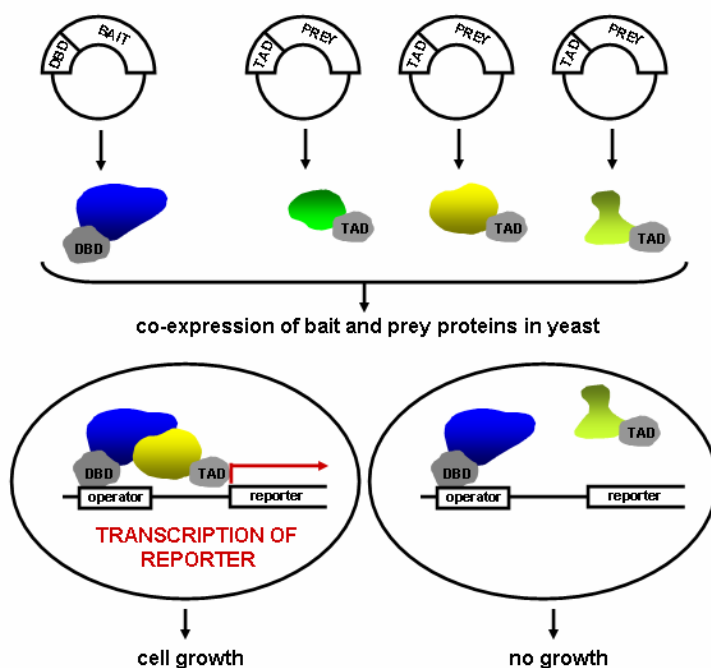 DBD BAIT
TAD PREY
TAD PREY
TAD PREY
DBD
TAD
TAD
TAD
co-expression of bait and prey proteins in yeast
DBD
TAD
operator
reporter
TRANSCRIPTION OF
REPORTER
TAD
DBD
operator
reporter
cell growth
no growth